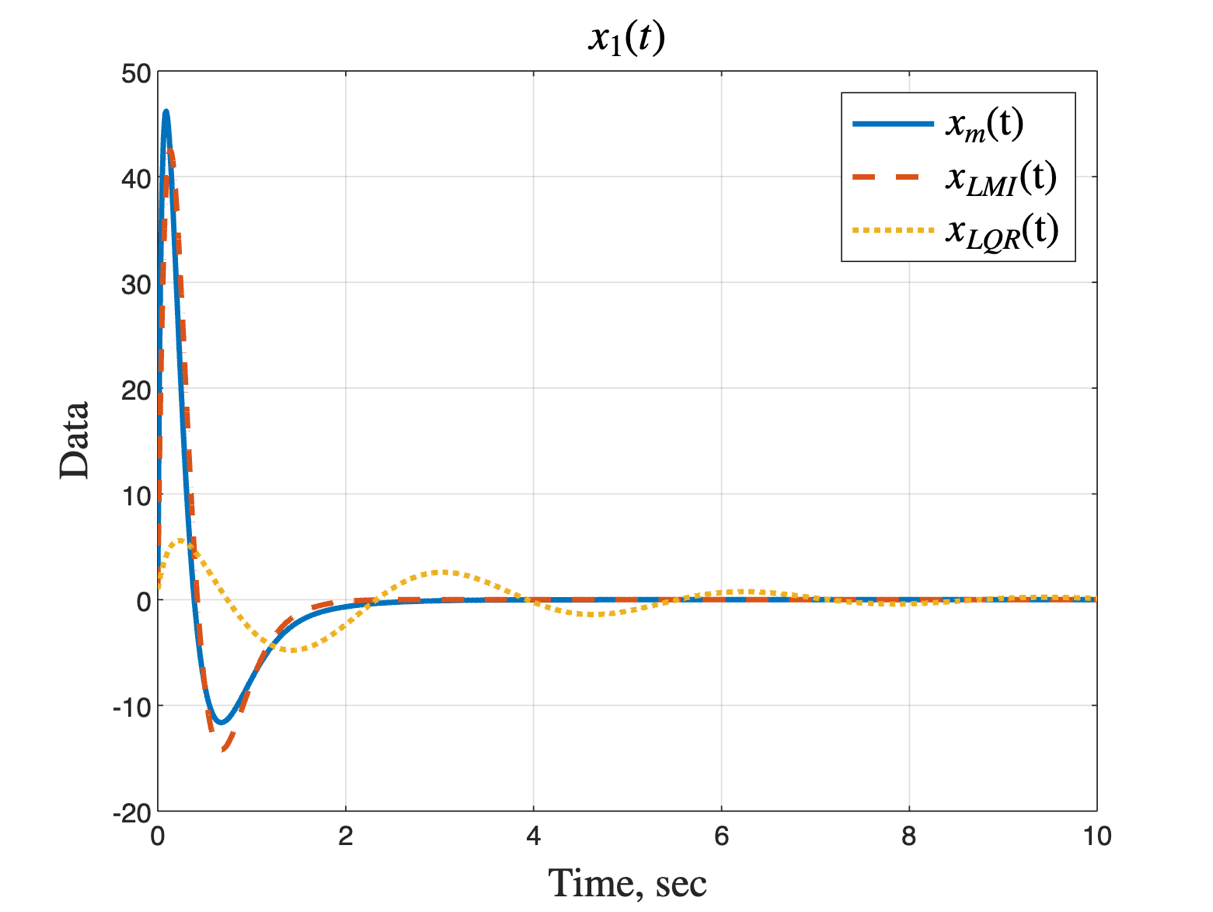 x1(t)
50
40
30
20
10
0
-10
-20
Data
0 2 4 6 8 10
Time, sec
xm(t)
xLMI(t)
xLQR(t)